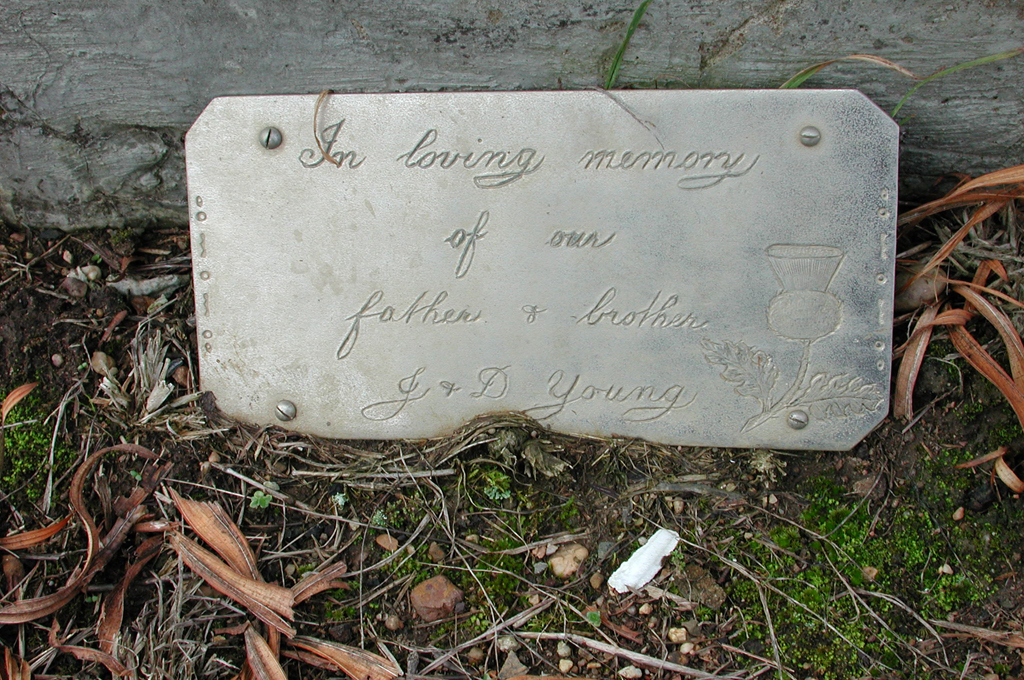 In loving memory
of our
father & brother
J & D Young